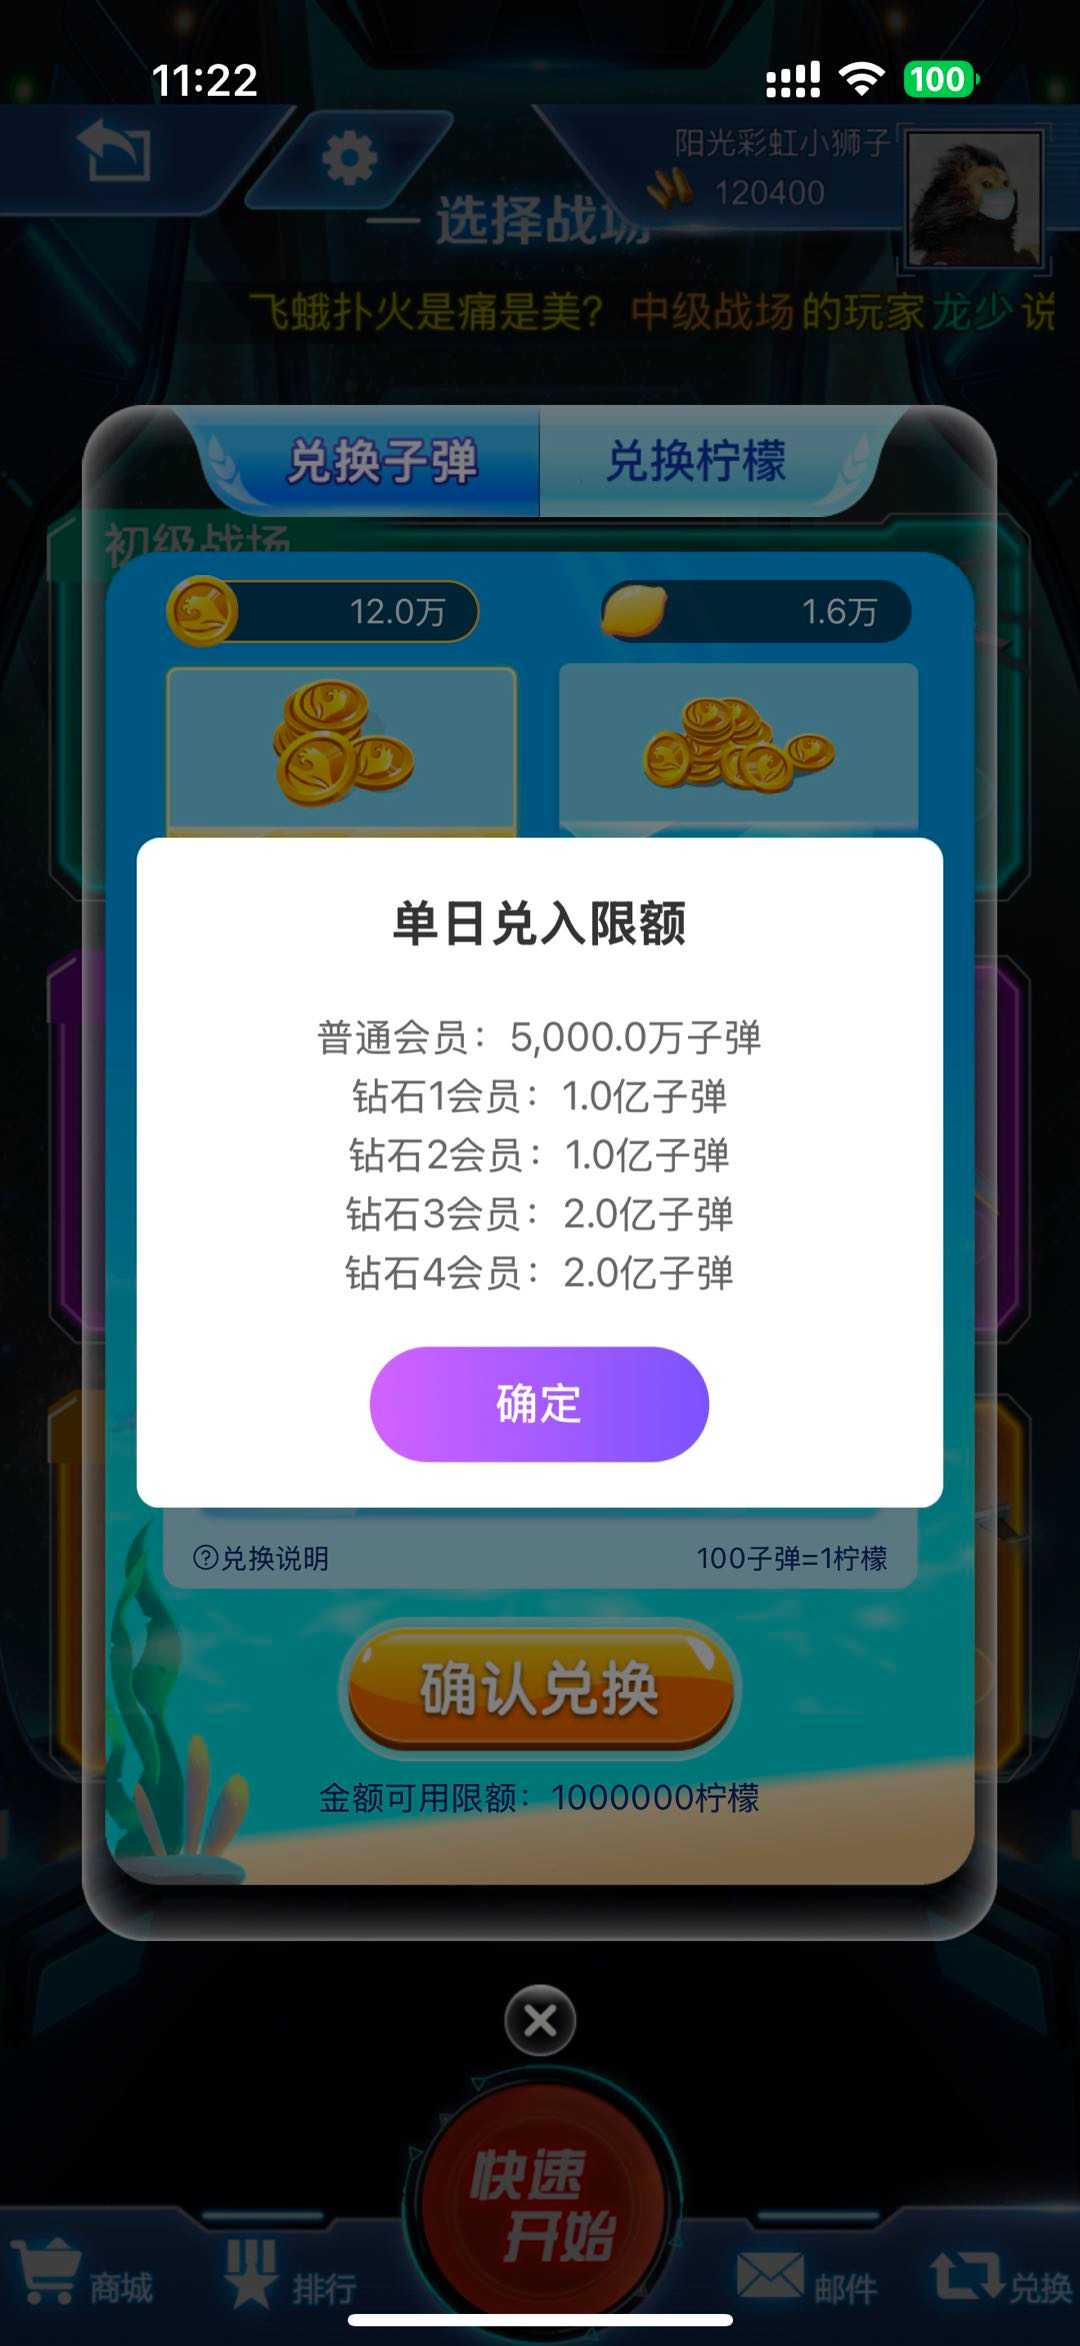 11:22
100
阳光彩虹小狮子
120400
一 选择战场
飞蛾扑火是痛是美？ 中级战场的玩家龙少说
兑换子弹
兑换柠檬
初级战场
12.0万
1.6万
单日兑入限额
普通会员：5,000.0万子弹
钻石1会员：1.0亿子弹
钻石2会员：1.0亿子弹
钻石3会员：2.0亿子弹
钻石4会员：2.0亿子弹
确定
?兑换说明
100子弹=1柠檬
确认兑换
金额可用限额：1000000柠檬
快速
开始
商城
排行
邮件
兑换